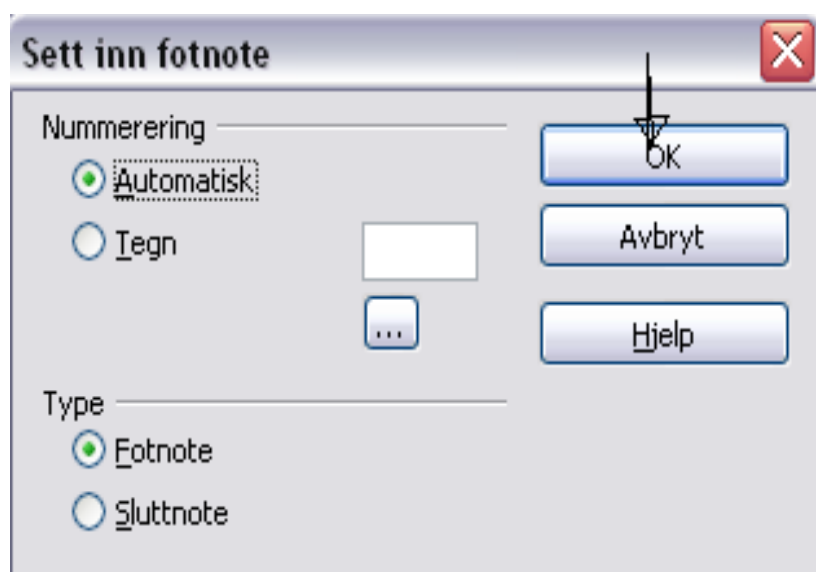 Sett inn fotnote
Nummerering
Automatisk
Tegn
...
Type
Fotnote
Sluttnote
OK
Avbryt
Hjelp